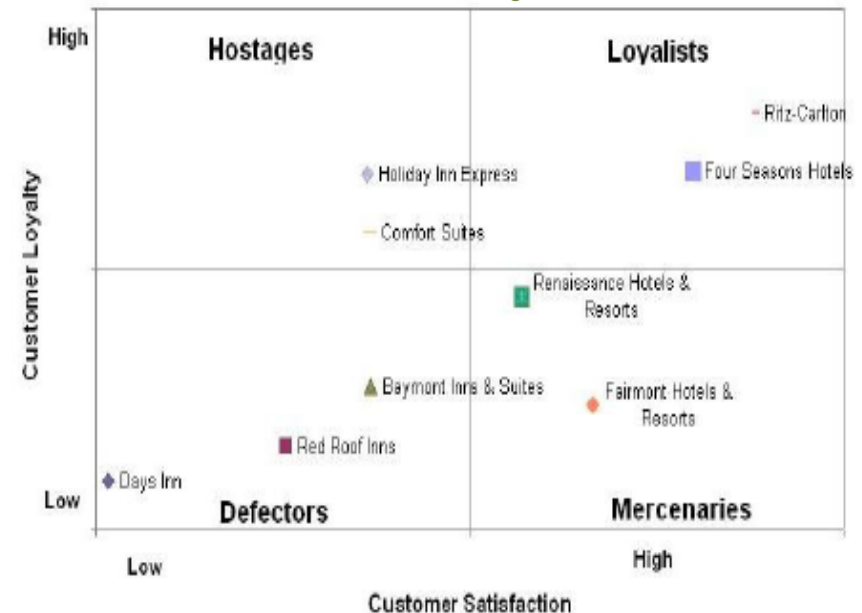 High
Hostages
Loyalists
Ritz-Carlton
Holiday Inn Express
Four Seasons Hotels
Comfort Suites
Customer Loyalty
Renaissance Hotels &
Resorts
Baymont Inns & Suites
Fairmont Hotels &
Resorts
Red Roof Inns
Days Inn
Low
Defectors
Mercenaries
Low
High
Customer Satisfaction